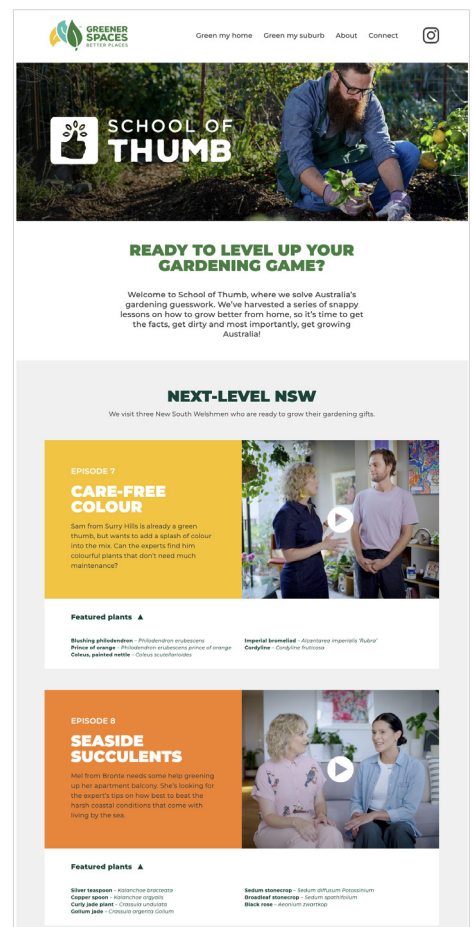 GREENER
SPACES
BETTER PLACES
Green my home Green my suburb About Connect
SCHOOL OF
THUMB
READY TO LEVEL UP YOUR
GARDENING GAME?
Welcome to School of Thumb, where we solve Australia's
gardening guesswork. We've harvested a series of snappy
lessons on how to grow better from home, so it's time to get
the facts, get dirty and most importantly, get growing
Australia!
NEXT-LEVEL NSW
We visit three New South Welshmen who are ready to grow their gardening gifts.
EPISODE 7
CARE-FREE
COLOUR
Sam from Surry Hills is already a green
thumb, but wants to add a splash of colour
into the mix. Can the experts find him
colourful plants that don't need much
maintenance?
Featured plants ▲
Blushing philodendron – Philodendron erubescens
Prince of orange – Philodendron erubescens prince of orange
Coleus, painted nettle – Coleus scutellarioides
Imperial bromeliad – Alcantarea imperialis 'Rubra'
Cordyline – Cordyline fruticosa
EPISODE 8
SEASIDE
SUCCULENTS
Mel from Bronte needs some help greening
up her apartment balcony. She's looking for
the expert's tips on how best to beat the
harsh coastal conditions that come with
living by the sea.
Featured plants ▲
Silver teaspoon – Kalanchoe bracteata
Copper spoon – Kalanchoe orgyalis
Curly jade plant – Crassula undulata
Gollum jade – Crassula argenta Gollum
Sedum stonecrop – Sedum diffusum Potosinium
Broadleaf stonecrop – Sedum spathifolium
Black rose – Aeonium zwartkop